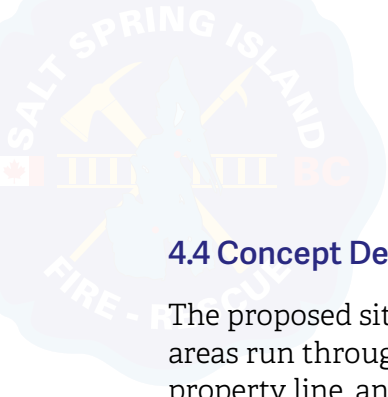 SALT SPRING ISLAND
BC
FIRE - RESCUE
4.4 Concept De
The proposed sit
areas run throug
property line, an